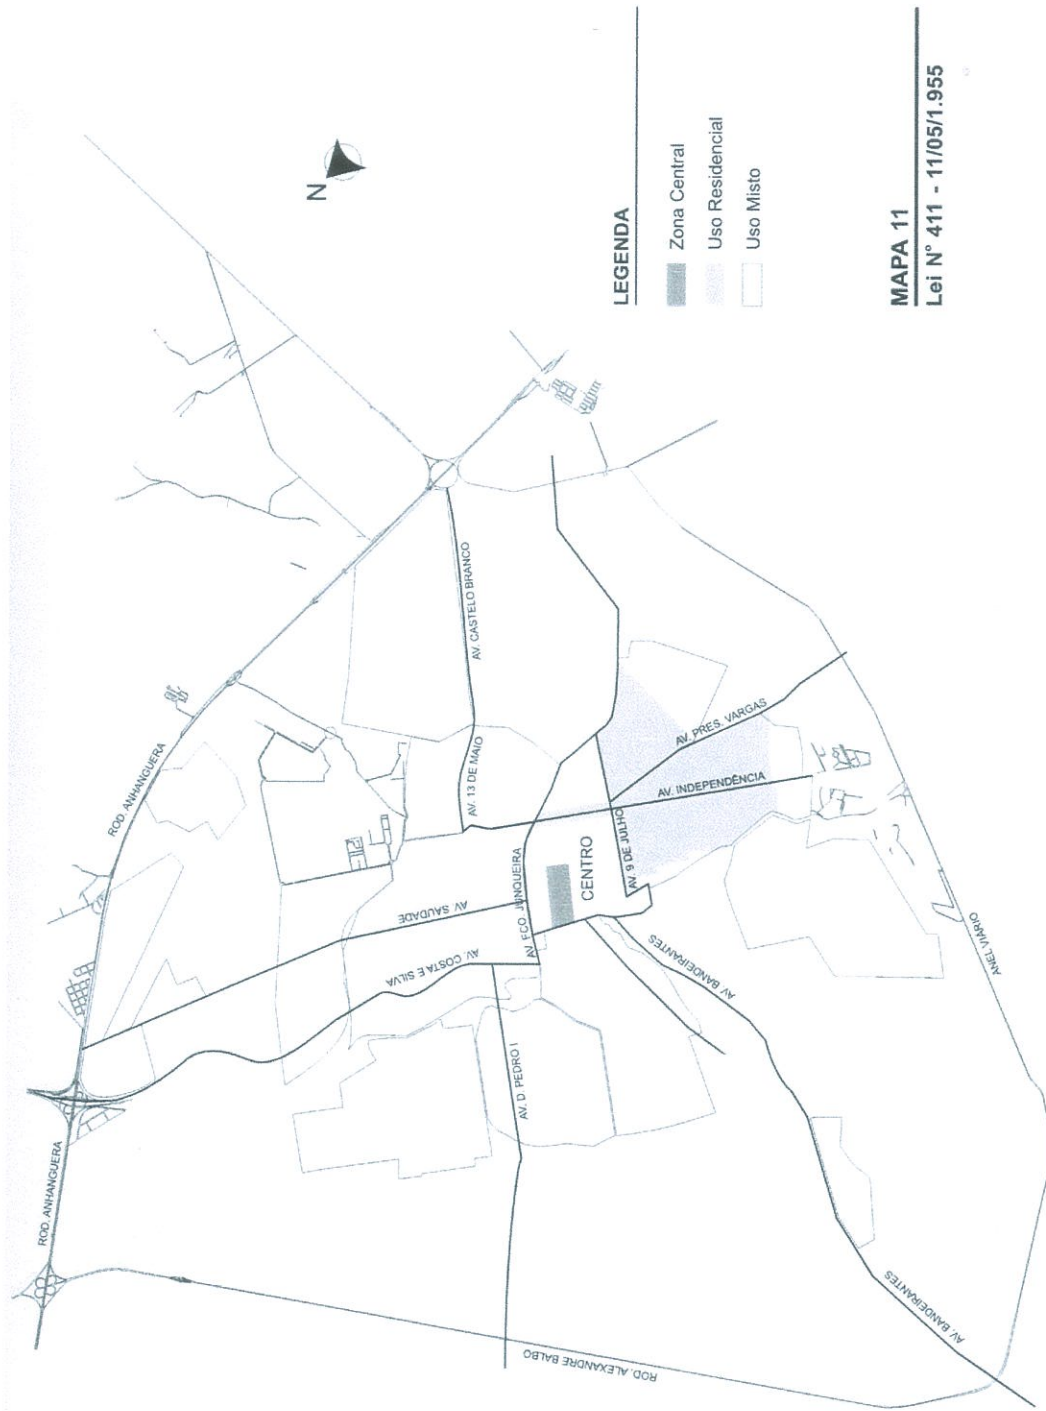 N
LEGENDA
Zona Central
Uso Residencial
Uso Misto
MAPA 11
Lei N° 411 - 11/05/1.955
ROD. ANHANGUERA
ROD. ANHANGUERA
AV. CASTELO BRANCO
AV. 13 DE MAIO
AV. PRES. VARGAS
AV. INDEPENDÊNCIA
AV. 9 DE JULHO
CENTRO
AV. FCO. JUNQUEIRA
AV. SAUDADE
AV. COSTA E SILVA
AV. D. PEDRO I
AV. BANDEIRANTES
AV. BANDEIRANTES
ANEL VIÁRIO
ROD. ALEXANDRE BALBO